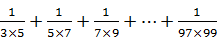 1/(3×5) + 1/(5×7) + 1/(7×9) + ⋯ + 1/(97×99)